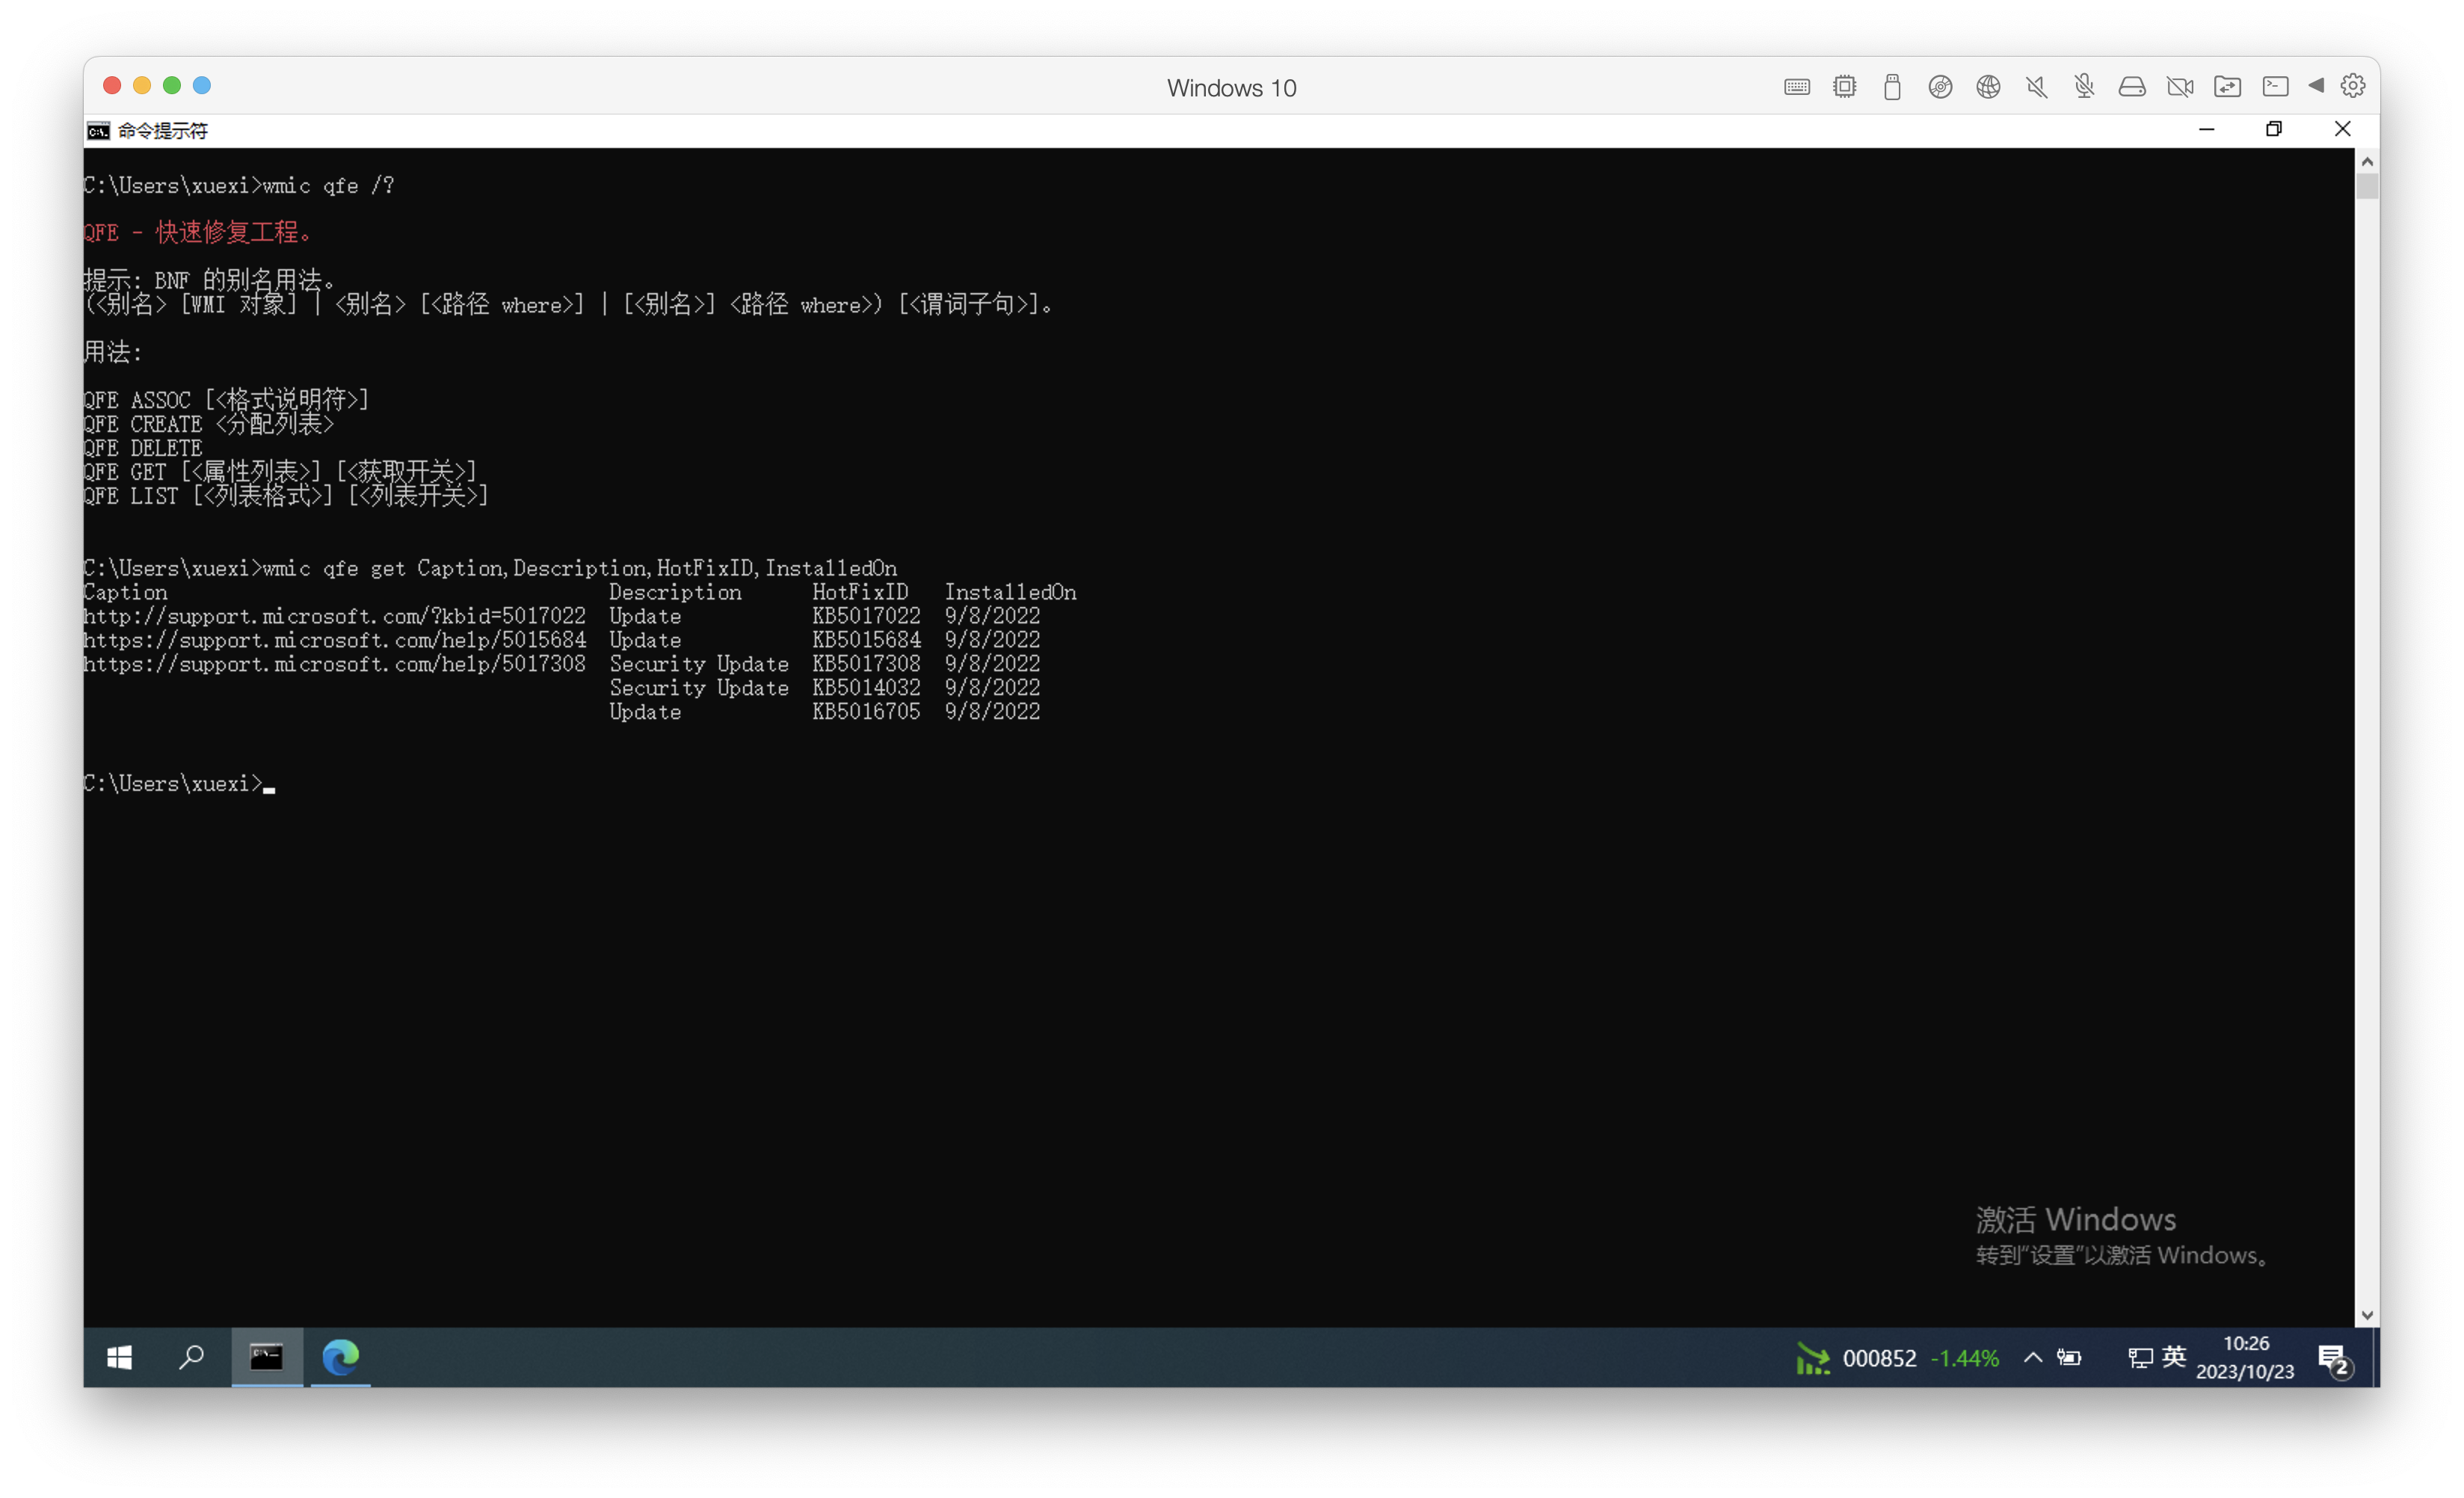 Windows 10
命令提示符
C:\Users\xuexi>wmic qfe /?
QFE - 快速修复工程。
提示: BNF 的别名用法。
(<别名> [WMI 对象] | <别名> [<路径 where>] | [<别名>] <路径 where>) [<谓词子句>]。
用法:
QFE ASSOC [<格式说明符>]
QFE CREATE <分配列表>
QFE DELETE
QFE GET [<属性列表>] [<获取开关>]
QFE LIST [<列表格式>] [<列表开关>]
C:\Users\xuexi>wmic qfe get Caption,Description,HotFixID,InstalledOn
Caption Description HotFixID InstalledOn
http://support.microsoft.com/?kbid=5017022 Update KB5017022 9/8/2022
https://support.microsoft.com/help/5015684 Update KB5015684 9/8/2022
https://support.microsoft.com/help/5017308 Security Update KB5017308 9/8/2022
Security Update KB5014032 9/8/2022
Update KB5016705 9/8/2022
C:\Users\xuexi>
激活 Windows
转到“设置”以激活 Windows。
000852 -1.44% 英 10:26
2023/10/23
2